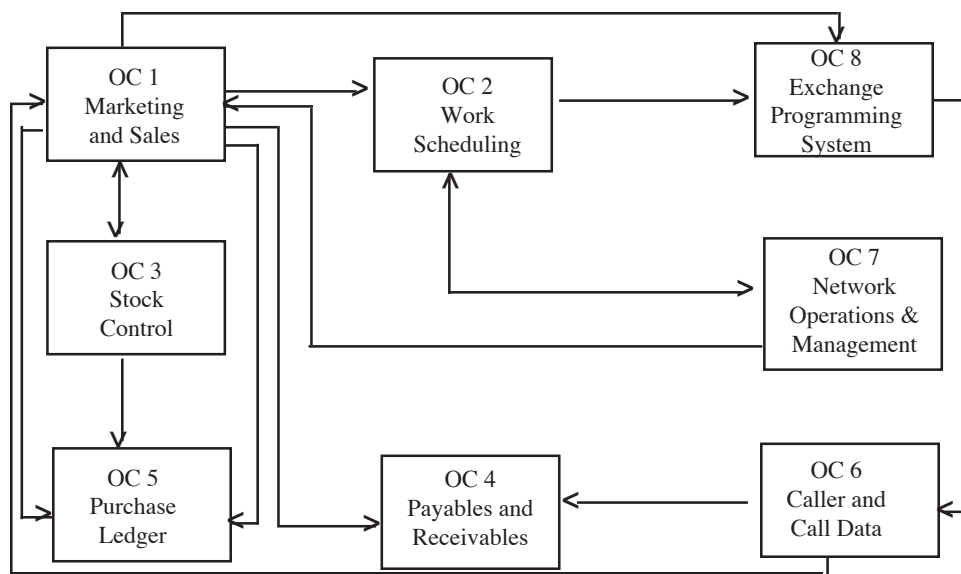 OC 1
Marketing
and Sales
OC 2
Work
Scheduling
OC 8
Exchange
Programming
System
OC 3
Stock
Control
OC 7
Network
Operations &
Management
OC 5
Purchase
Ledger
OC 4
Payables and
Receivables
OC 6
Caller and
Call Data